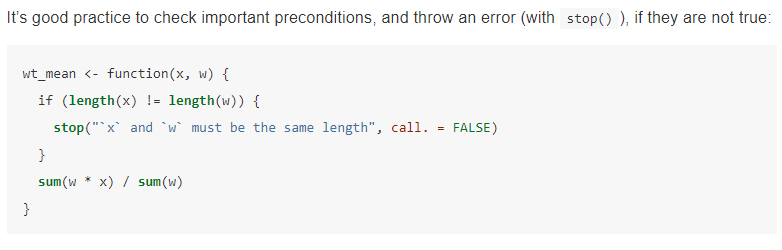 It’s good practice to check important preconditions, and throw an error (with stop() ), if they are not true:
wt_mean <- function(x, w) {
  if (length(x) != length(w)) {
    stop("`x` and `w` must be the same length", call. = FALSE)
  }
  sum(w * x) / sum(w)
}